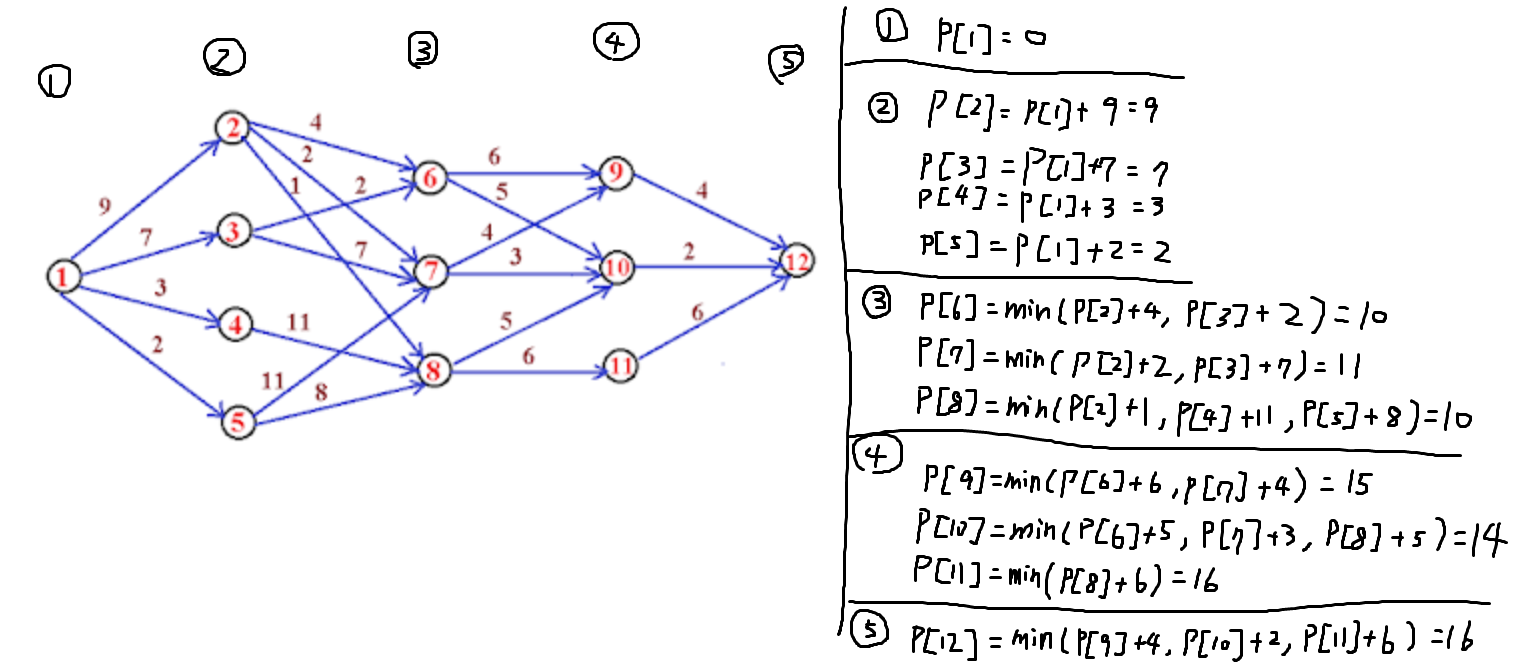 ① ② ③ ④ ⑤
1
2
3
4
5
6
7
8
9
10
11
12
9
7
3
2
4
2
1
2
7
11
11
8
6
5
4
3
5
6
4
2
6
① P[1]=0
② P[2]=P[1]+9=9
P[3]=P[1]+7=7
P[4]=P[1]+3=3
P[5]=P[1]+2=2
③ P[6]=min(P[2]+4, P[3]+2)=10
P[7]=min(P[2]+2, P[3]+7)=11
P[8]=min(P[2]+1, P[4]+11, P[5]+8)=10
④
P[9]=min(P[6]+6, P[7]+4)=15
P[10]=min(P[6]+5, P[7]+3, P[8]+5)=14
P[11]=min(P[8]+6)=16
⑤ P[12]=min(P[9]+4, P[10]+2, P[11]+6)=16